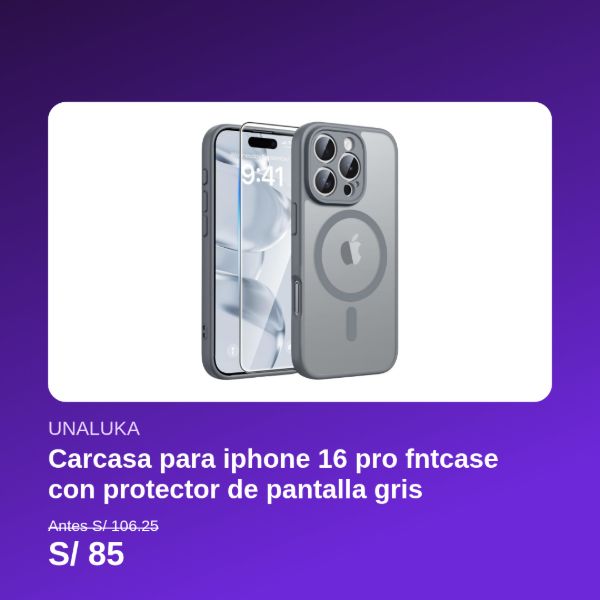 9:41
UNALUKA
Carcasa para iphone 16 pro fntcase
con protector de pantalla gris
Antes S/ 106.25
S/ 85